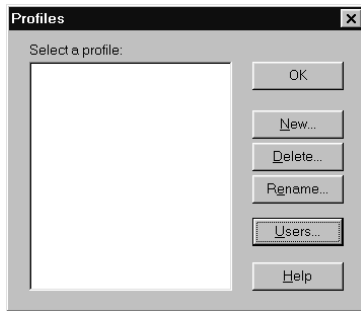 Profiles
Select a profile:
OK
New...
Delete...
Rename...
Users...
Help